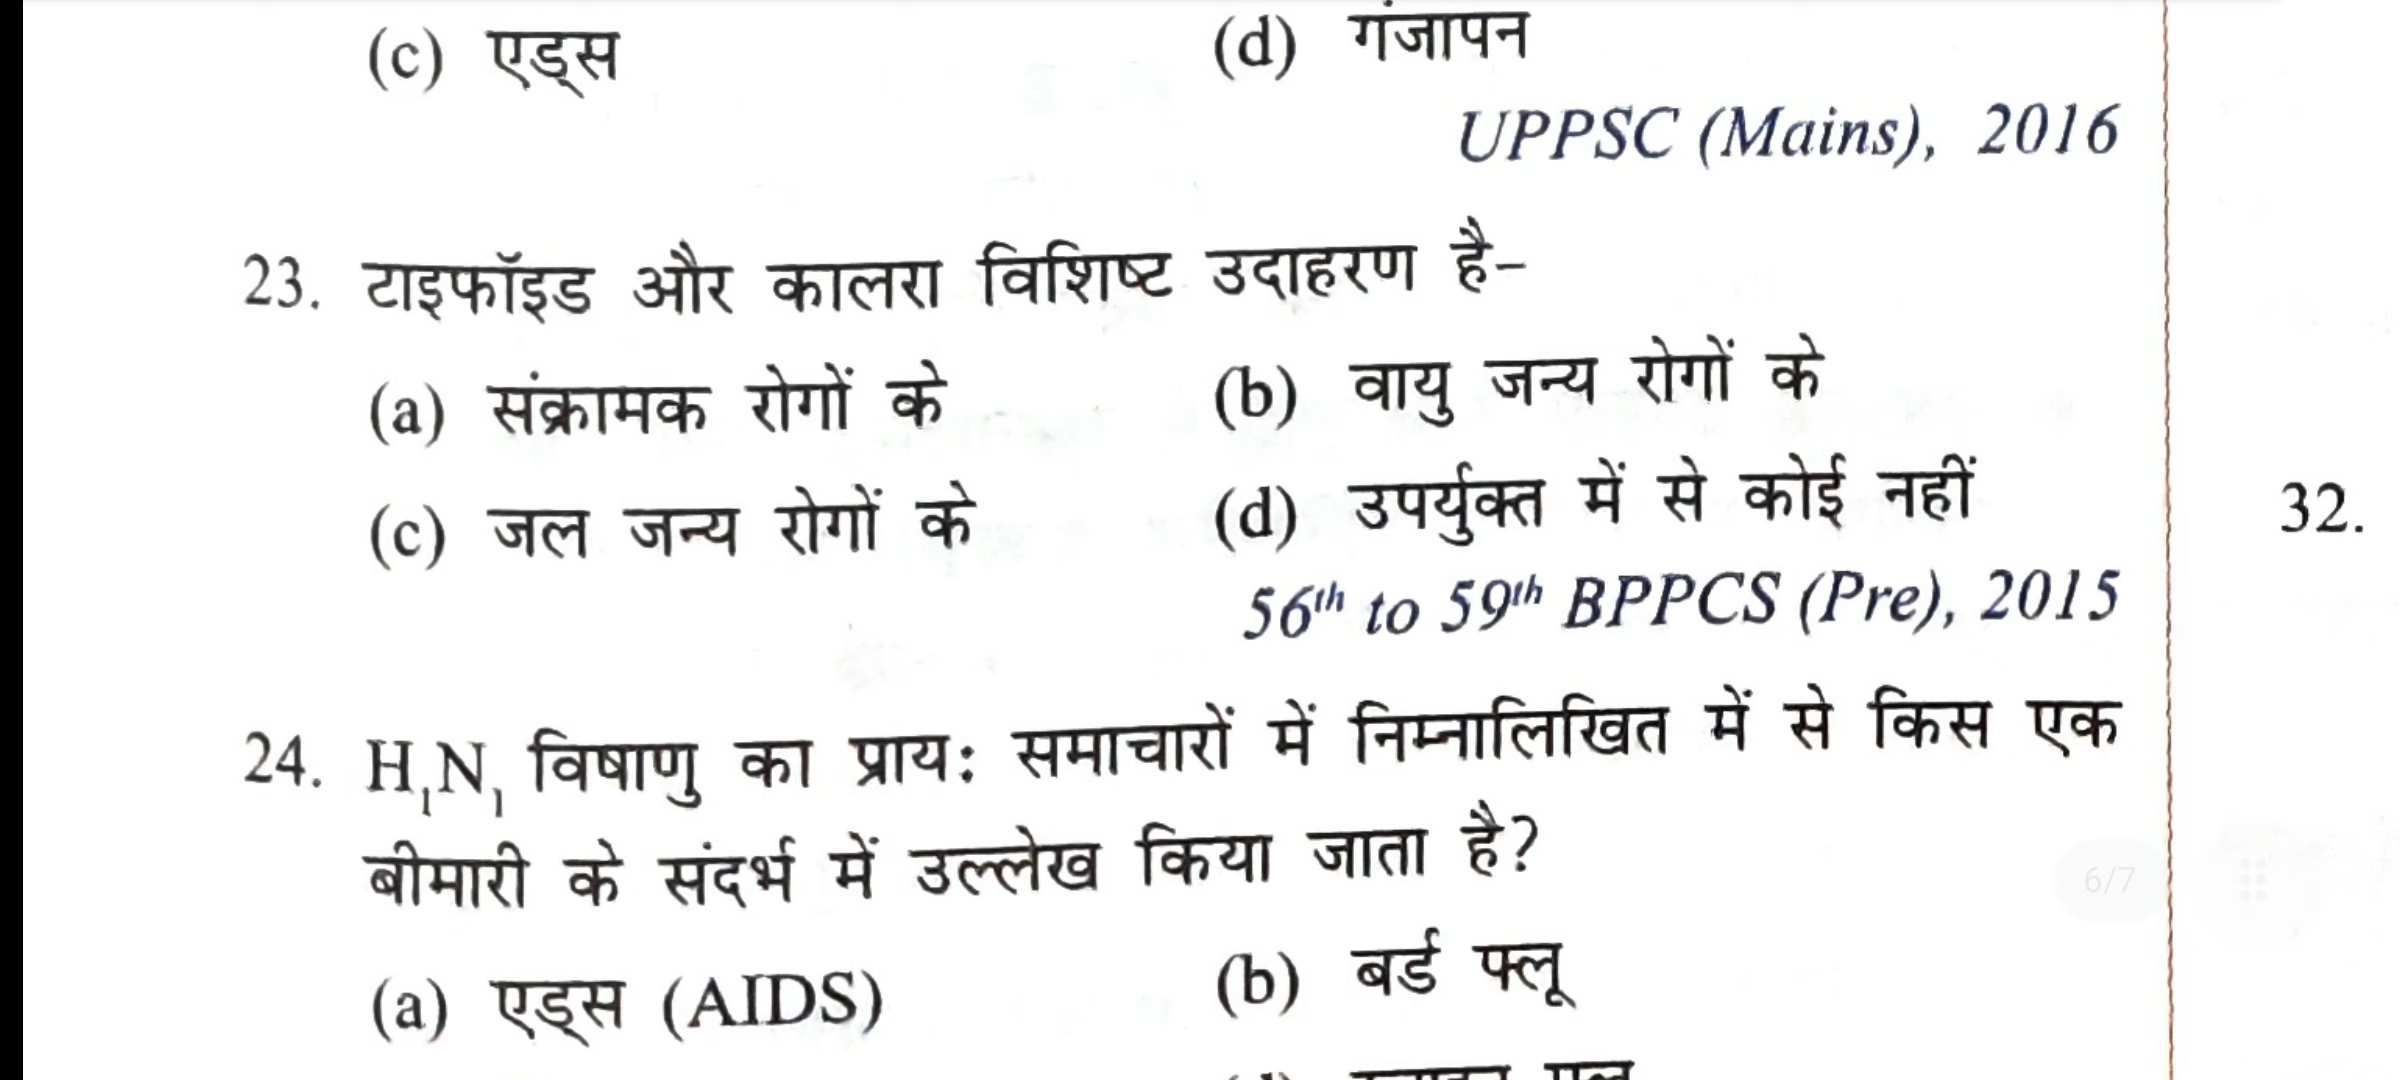 (c) एड्स (d) गंजापन
UPPSC (Mains), 2016
23. टाइफॉइड और कालरा विशिष्ट उदाहरण है–
(a) संक्रामक रोगों के (b) वायु जन्य रोगों के
(c) जल जन्य रोगों के (d) उपर्युक्त में से कोई नहीं
56th to 59th BPPCS (Pre), 2015
24. H₁N₁ विषाणु का प्राय: समाचारों में निम्नालिखित में से किस एक
बीमारी के संदर्भ में उल्लेख किया जाता है?
(a) एड्स (AIDS) (b) बर्ड फ्लू
32.
6/7